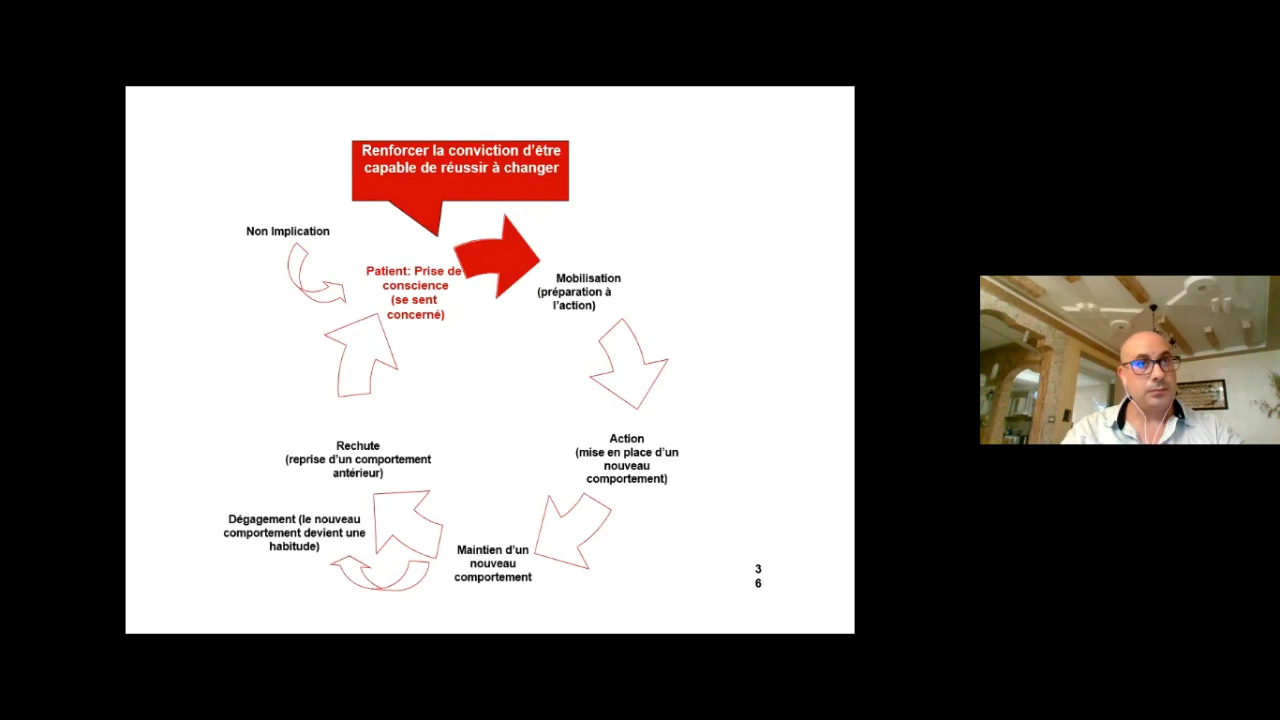 Renforcer la conviction d'être
capable de réussir à changer
Non Implication
Patient: Prise de
conscience
(se sent
concerné)
Mobilisation
(préparation à
l'action)
Action
(mise en place d'un
nouveau
comportement)
Rechute
(reprise d'un comportement
antérieur)
Dégagement (le nouveau
comportement devient une
habitude)
Maintien d'un
nouveau
comportement
3
6